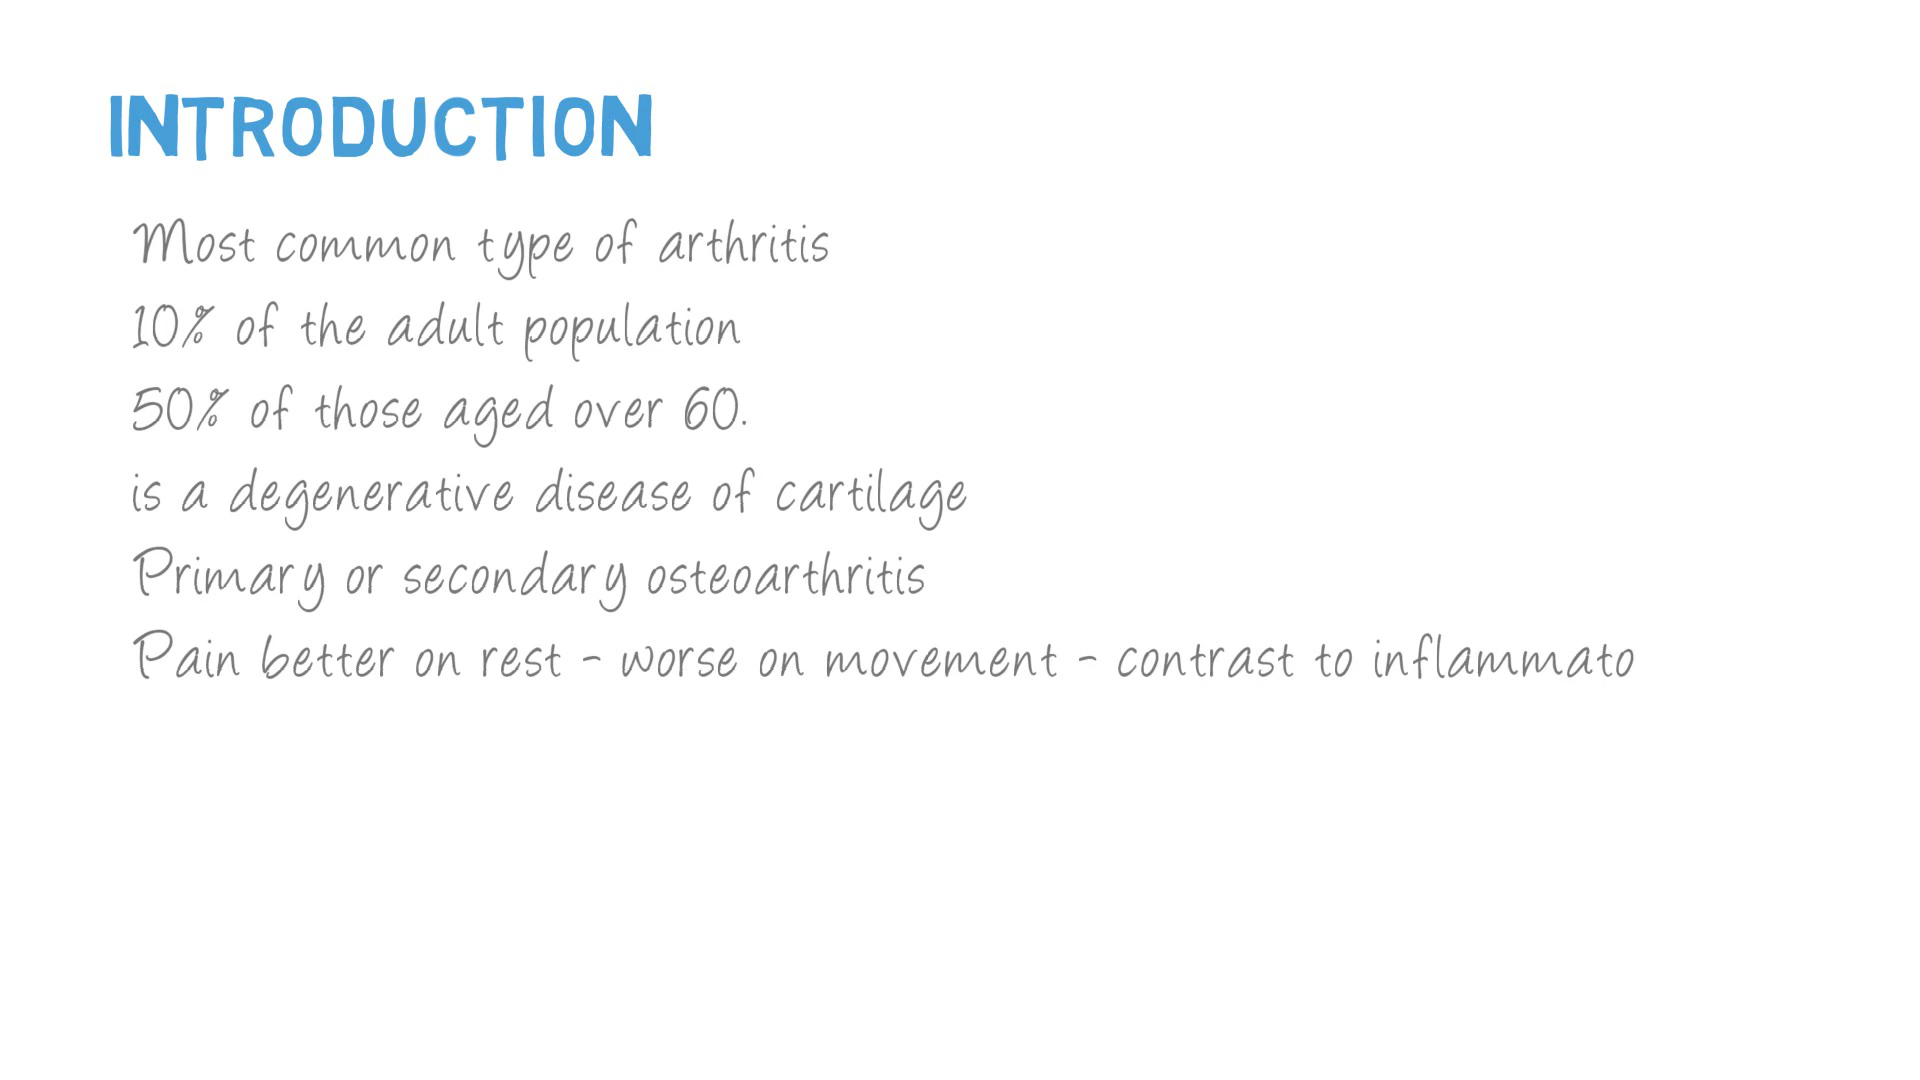 INTRODUCTION
Most common type of arthritis
10% of the adult population
50% of those aged over 60.
is a degenerative disease of cartilage
Primary or secondary osteoarthritis
Pain better on rest - worse on movement - contrast to inflammato